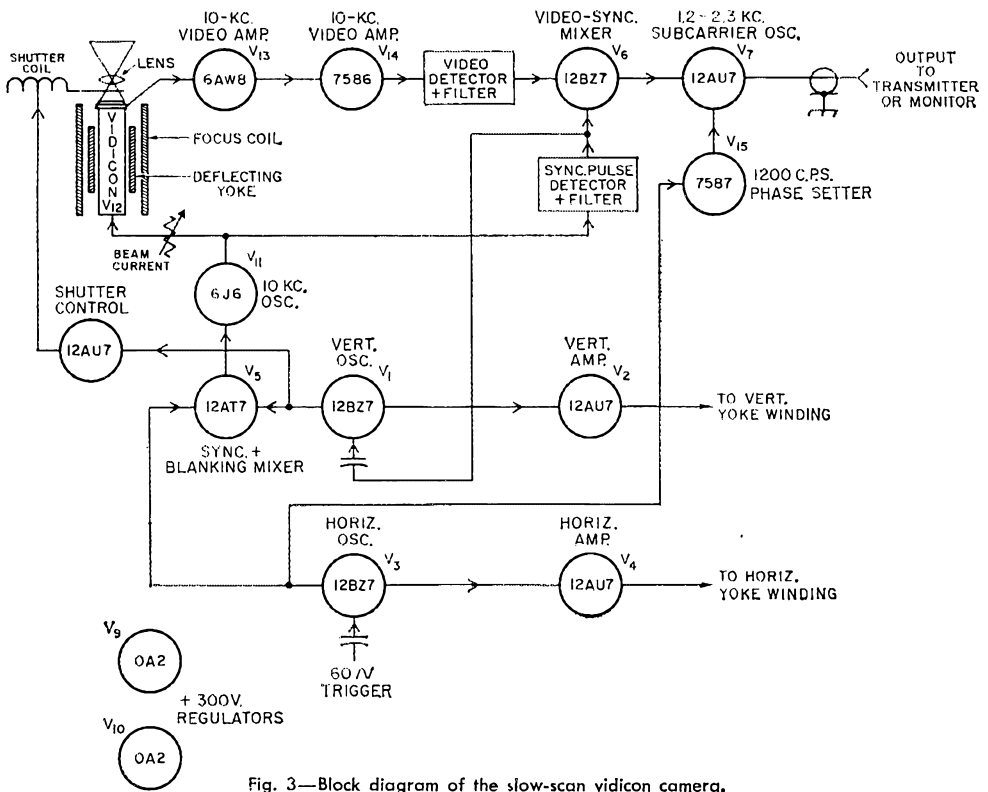 10-KC.
VIDEO AMP.
V13
6AW8
10-KC.
VIDEO AMP.
V14
7586
VIDEO
DETECTOR
+ FILTER
VIDEO-SYNC.
MIXER
V6
12BZ7
1.2-2.3 KC.
SUBCARRIER OSC.
V7
12AU7
OUTPUT
TO
TRANSMITTER
OR MONITOR
SHUTTER
COIL
LENS
VIDICON
V12
FOCUS COIL
DEFLECTING
YOKE
SYNC. PULSE
DETECTOR
+ FILTER
V15
7587
1200 C.P.S.
PHASE SETTER
BEAM
CURRENT
V11
6J6
10 KC.
OSC.
SHUTTER
CONTROL
12AU7
V5
12AT7
SYNC. +
BLANKING MIXER
VERT.
OSC.
V1
12BZ7
VERT.
AMP.
V2
12AU7
TO VERT.
YOKE WINDING
HORIZ.
OSC.
V3
12BZ7
HORIZ.
AMP.
V4
12AU7
TO HORIZ.
YOKE WINDING
60~
TRIGGER
V9
OA2
+ 300V.
REGULATORS
V10
OA2
Fig. 3—Block diagram of the slow-scan vidicon camera.